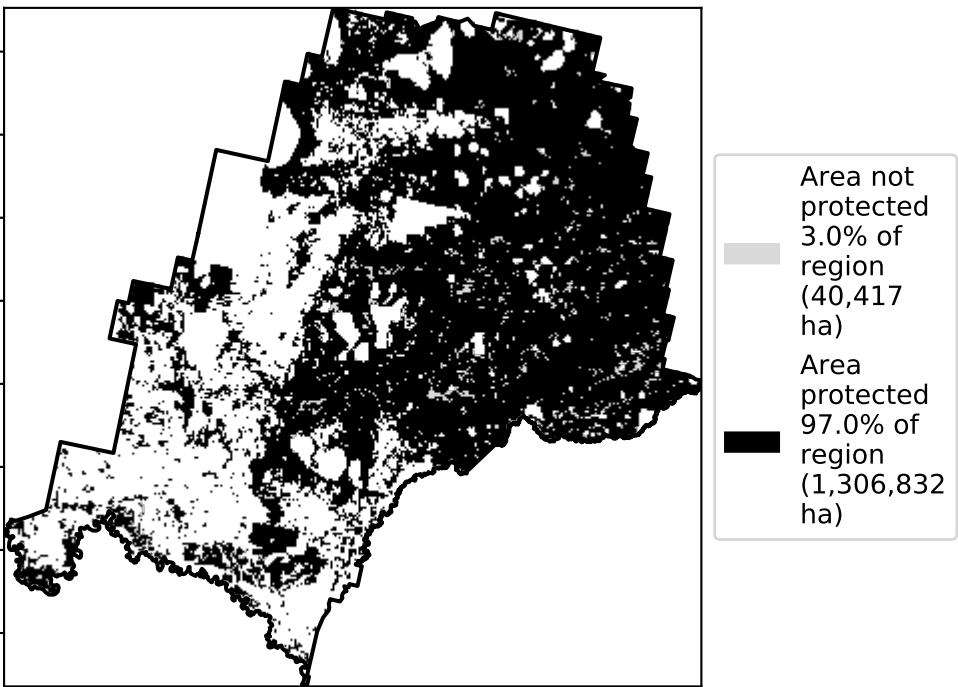 Area not
protected
3.0% of
region
(40,417
ha)
Area
protected
97.0% of
region
(1,306,832
ha)